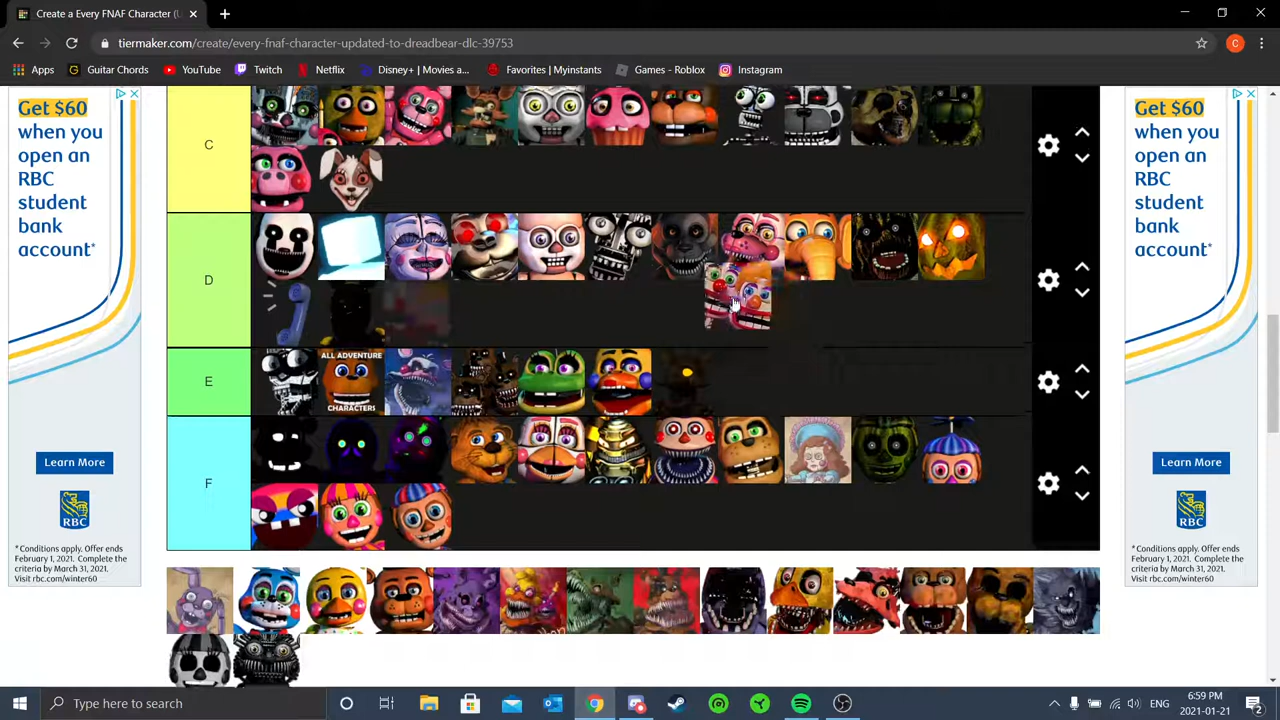 Create a Every FNAF Character (
tiermaker.com/create/every-fnaf-character-updated-to-dreadbear-dlc-39753
C
Apps
Guitar Chords
YouTube
Twitch
Netflix
Disney+ | Movies a...
Favorites | Myinstants
Games - Roblox
Instagram
Get $60
when you
open an
RBC
student
bank
account*
Learn More
RBC
*Conditions apply. Offer ends
February 1, 2021. Complete the
criteria by March 31, 2021.
Visit rbc.com/winter60
C
D
E
ALL ADVENTURE
CHARACTERS
F
Get $60
when you
open an
RBC
student
bank
account*
Learn More
RBC
*Conditions apply. Offer ends
February 1, 2021. Complete the
criteria by March 31, 2021.
Visit rbc.com/winter60
Type here to search
ENG
6:59 PM
2021-01-21
2